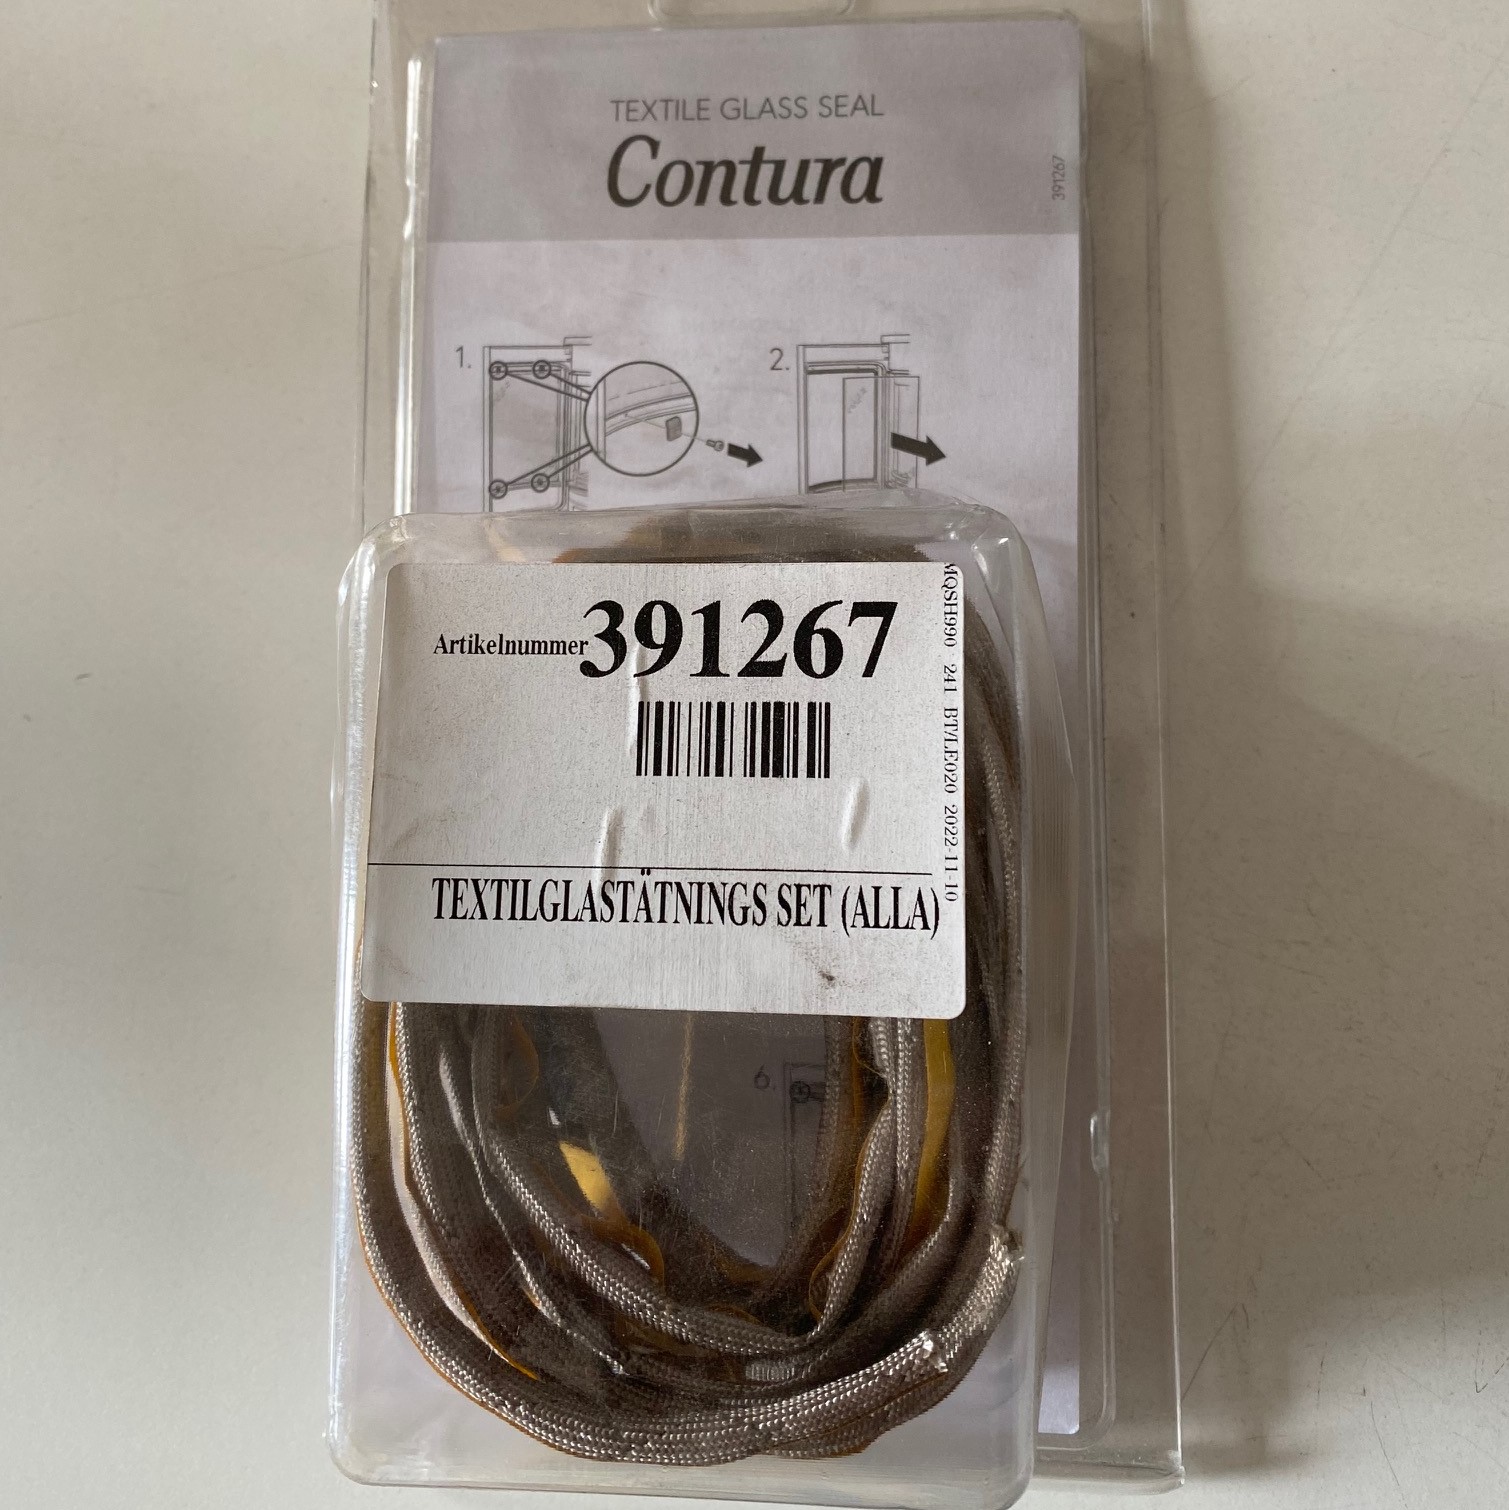 TEXTILE GLASS SEAL
Contura
391267
1.
2.
Artikelnummer 391267
MQSH990 241 BT/LE020 2022-11-10
TEXTILGLASTÄTNINGS SET (ALLA)
6.